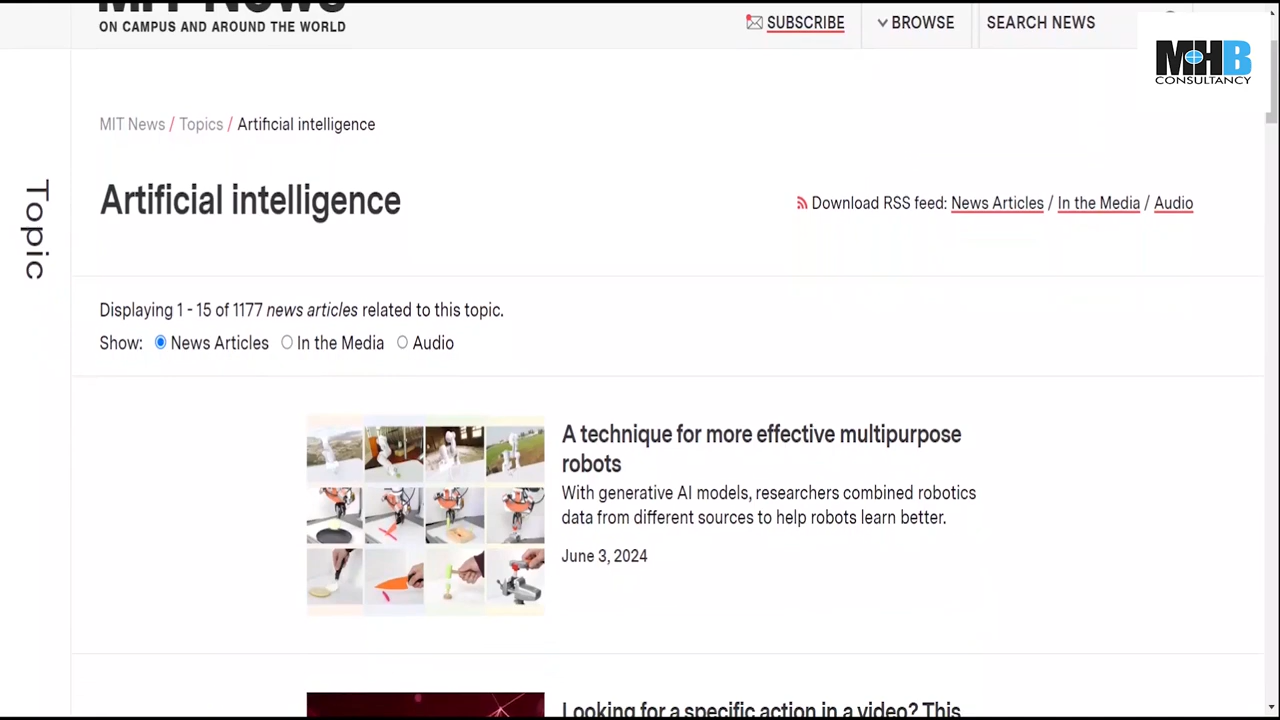 MIT News
ON CAMPUS AND AROUND THE WORLD
SUBSCRIBE
BROWSE
SEARCH NEWS
MHB
CONSULTANCY
MIT News / Topics / Artificial intelligence
Topic
Artificial intelligence
Download RSS feed: News Articles / In the Media / Audio
Displaying 1 - 15 of 1177 news articles related to this topic.
Show: News Articles In the Media Audio
A technique for more effective multipurpose
robots
With generative AI models, researchers combined robotics
data from different sources to help robots learn better.
June 3, 2024
Looking for a specific action in a video? This